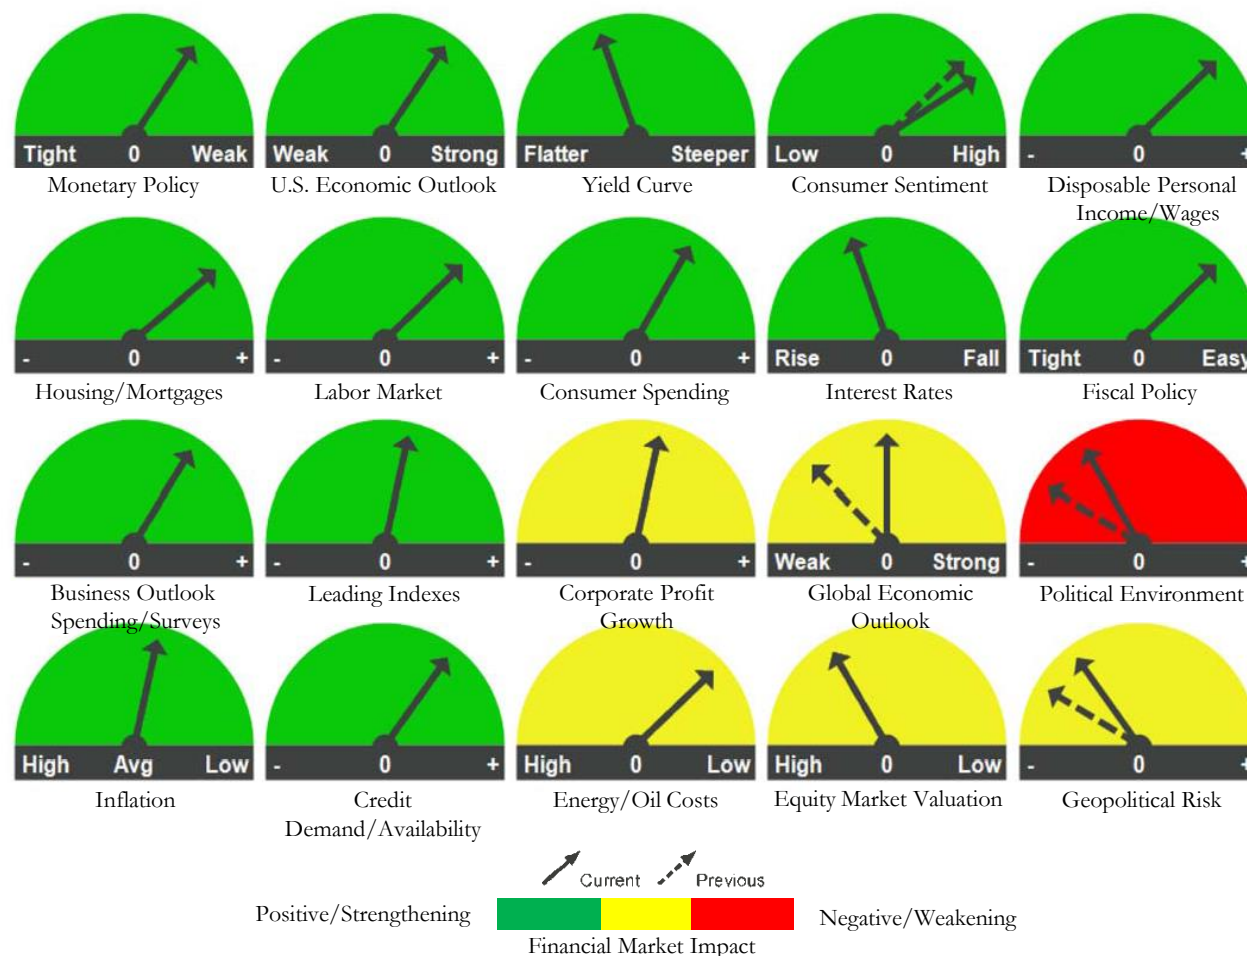 Tight 0 Weak
Weak 0 Strong
Flatter Steeper
Low 0 High
- 0 +
Monetary Policy
U.S. Economic Outlook
Yield Curve
Consumer Sentiment
Disposable Personal
Income/Wages
- 0 +
- 0 +
- 0 +
Rise 0 Fall
Tight 0 Easy
Housing/Mortgages
Labor Market
Consumer Spending
Interest Rates
Fiscal Policy
- 0 +
- 0 +
- 0 +
Weak 0 Strong
- 0 +
Business Outlook
Spending/Surveys
Leading Indexes
Corporate Profit
Growth
Global Economic
Outlook
Political Environment
High Avg Low
- 0 +
High 0 Low
High 0 Low
- 0 +
Inflation
Credit
Demand/Availability
Energy/Oil Costs
Equity Market Valuation
Geopolitical Risk
Current Previous
Positive/Strengthening
Negative/Weakening
Financial Market Impact